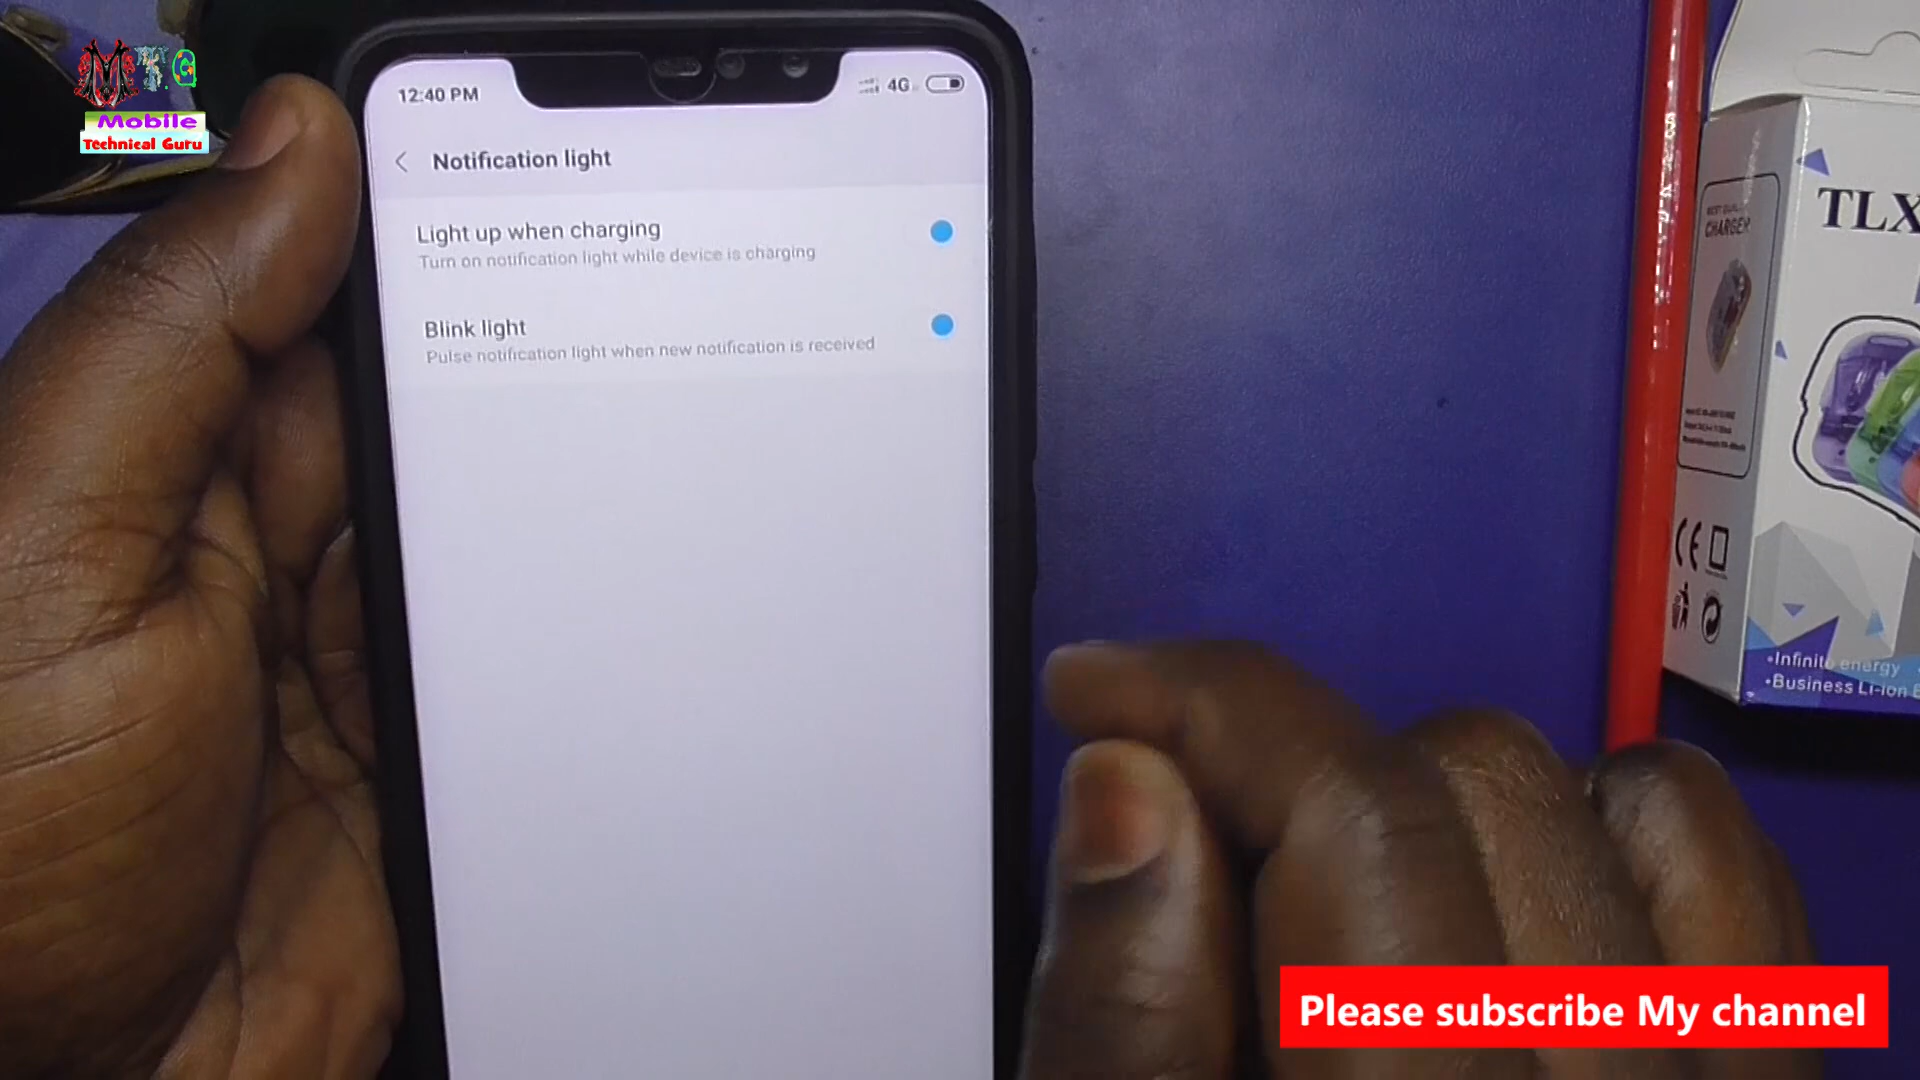 MTG
Mobile
Technical Guru
12:40 PM
4G
Notification light
Light up when charging
Turn on notification light while device is charging
Blink light
Pulse notification light when new notification is received
CHARGER
TLX
CE
•Infinite energy
•Business Li-ion
Please subscribe My channel